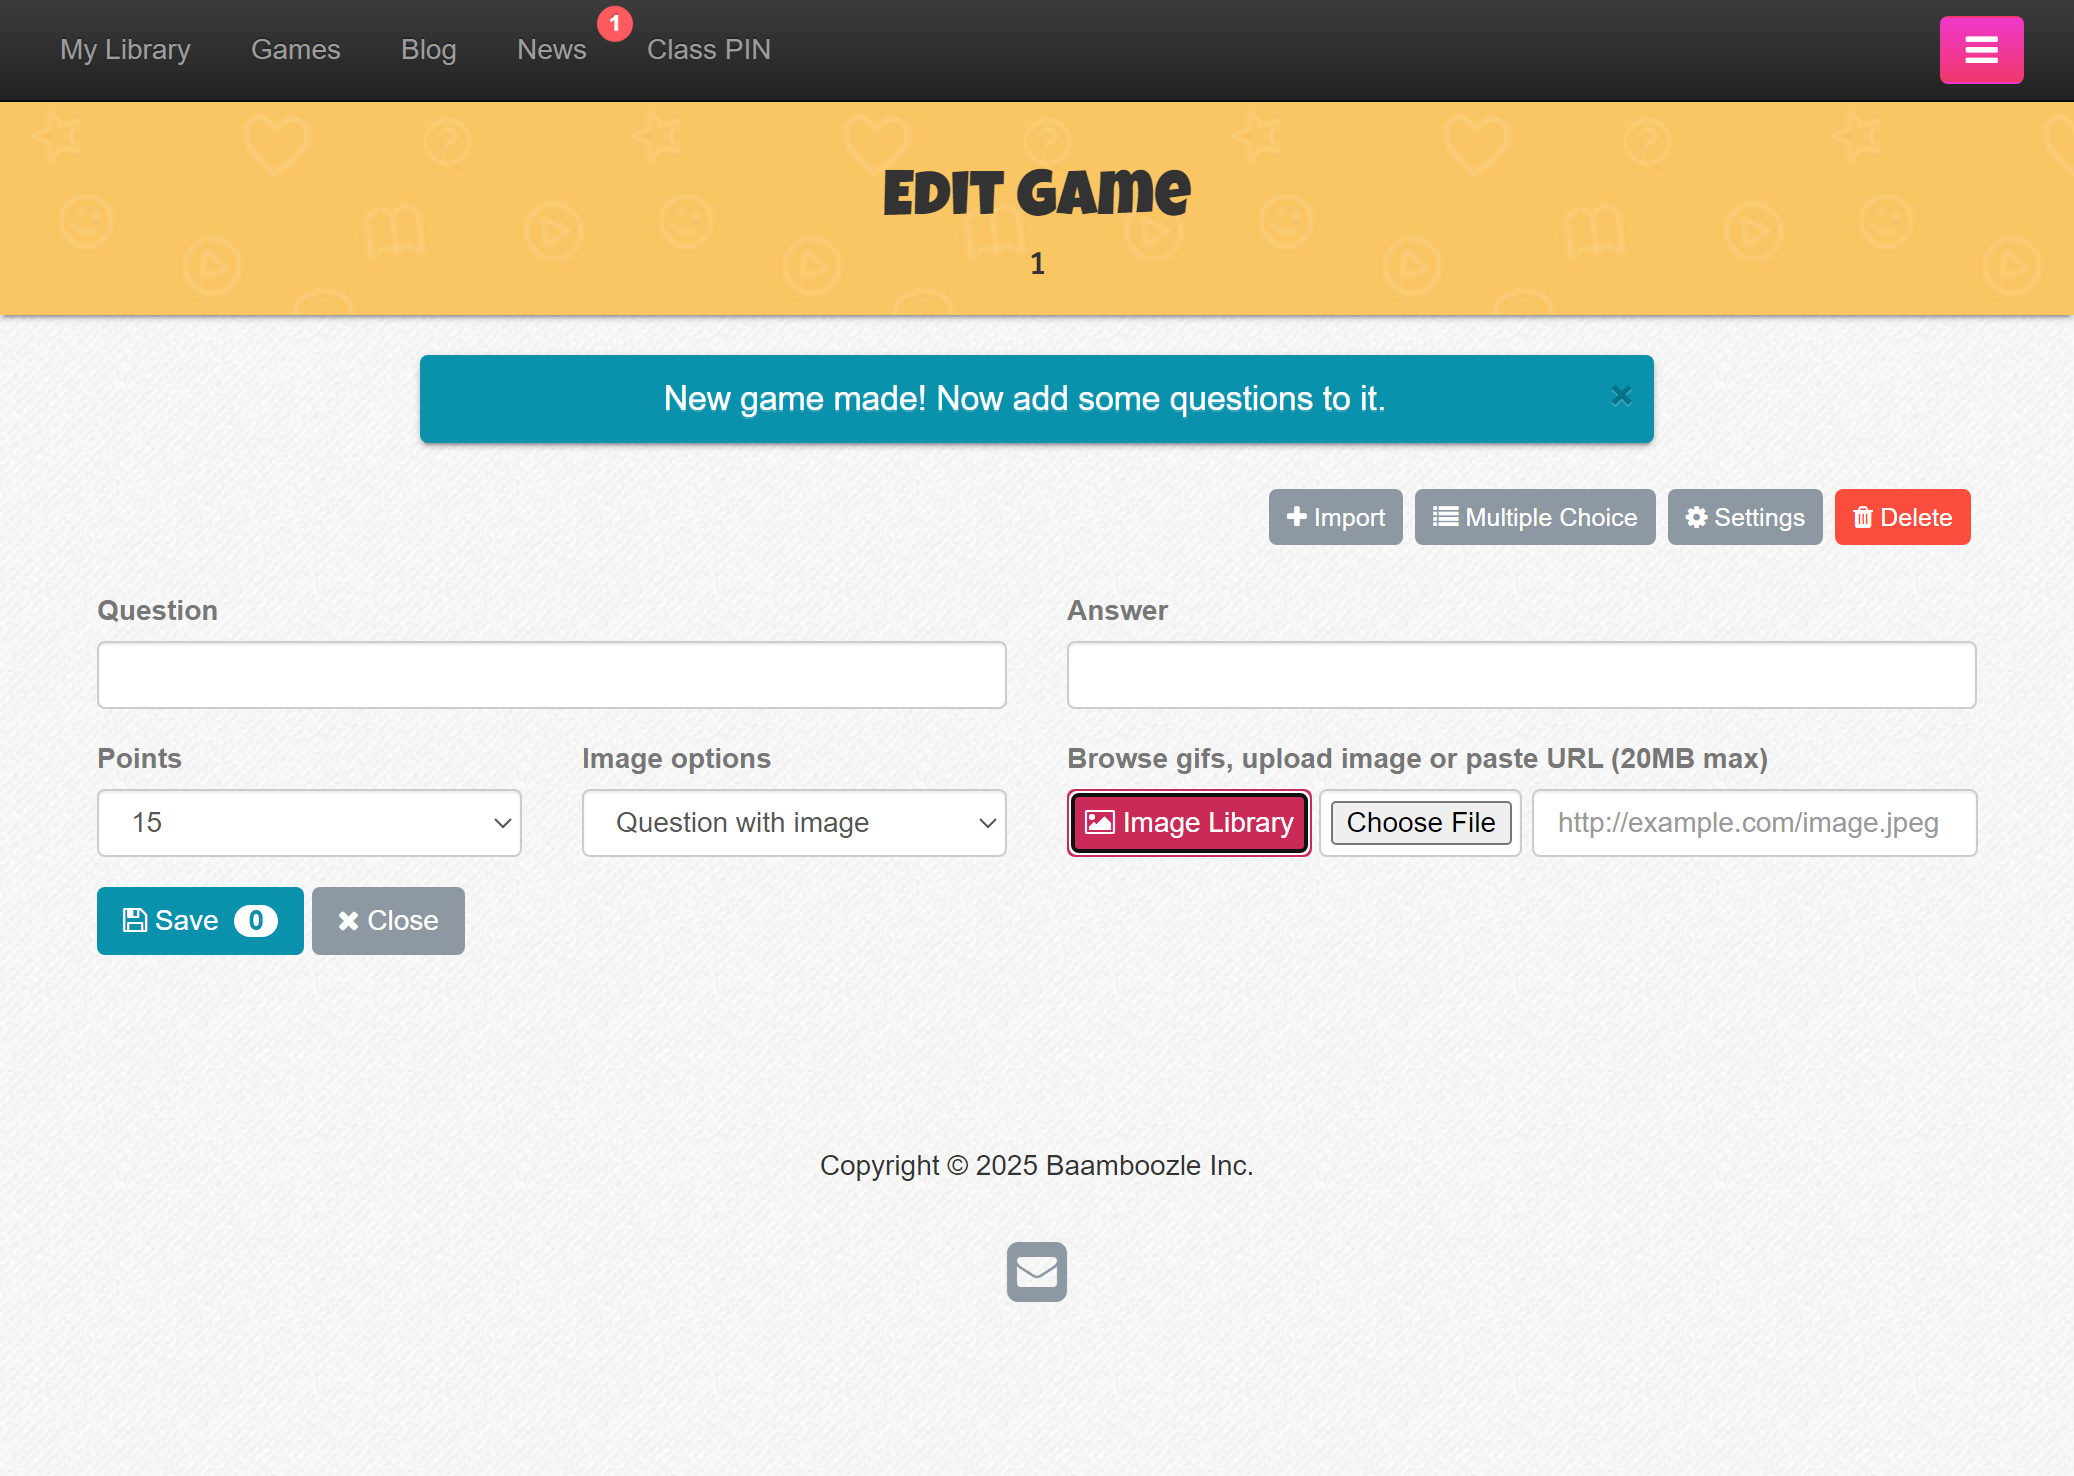 My Library Games Blog News 1 Class PIN
EDIT GAme
1
New game made! Now add some questions to it.
Import Multiple Choice Settings Delete
Question Answer
Points Image options Browse gifs, upload image or paste URL (20MB max)
15 Question with image Image Library Choose File http://example.com/image.jpeg
Save 0 Close
Copyright © 2025 Baamboozle Inc.